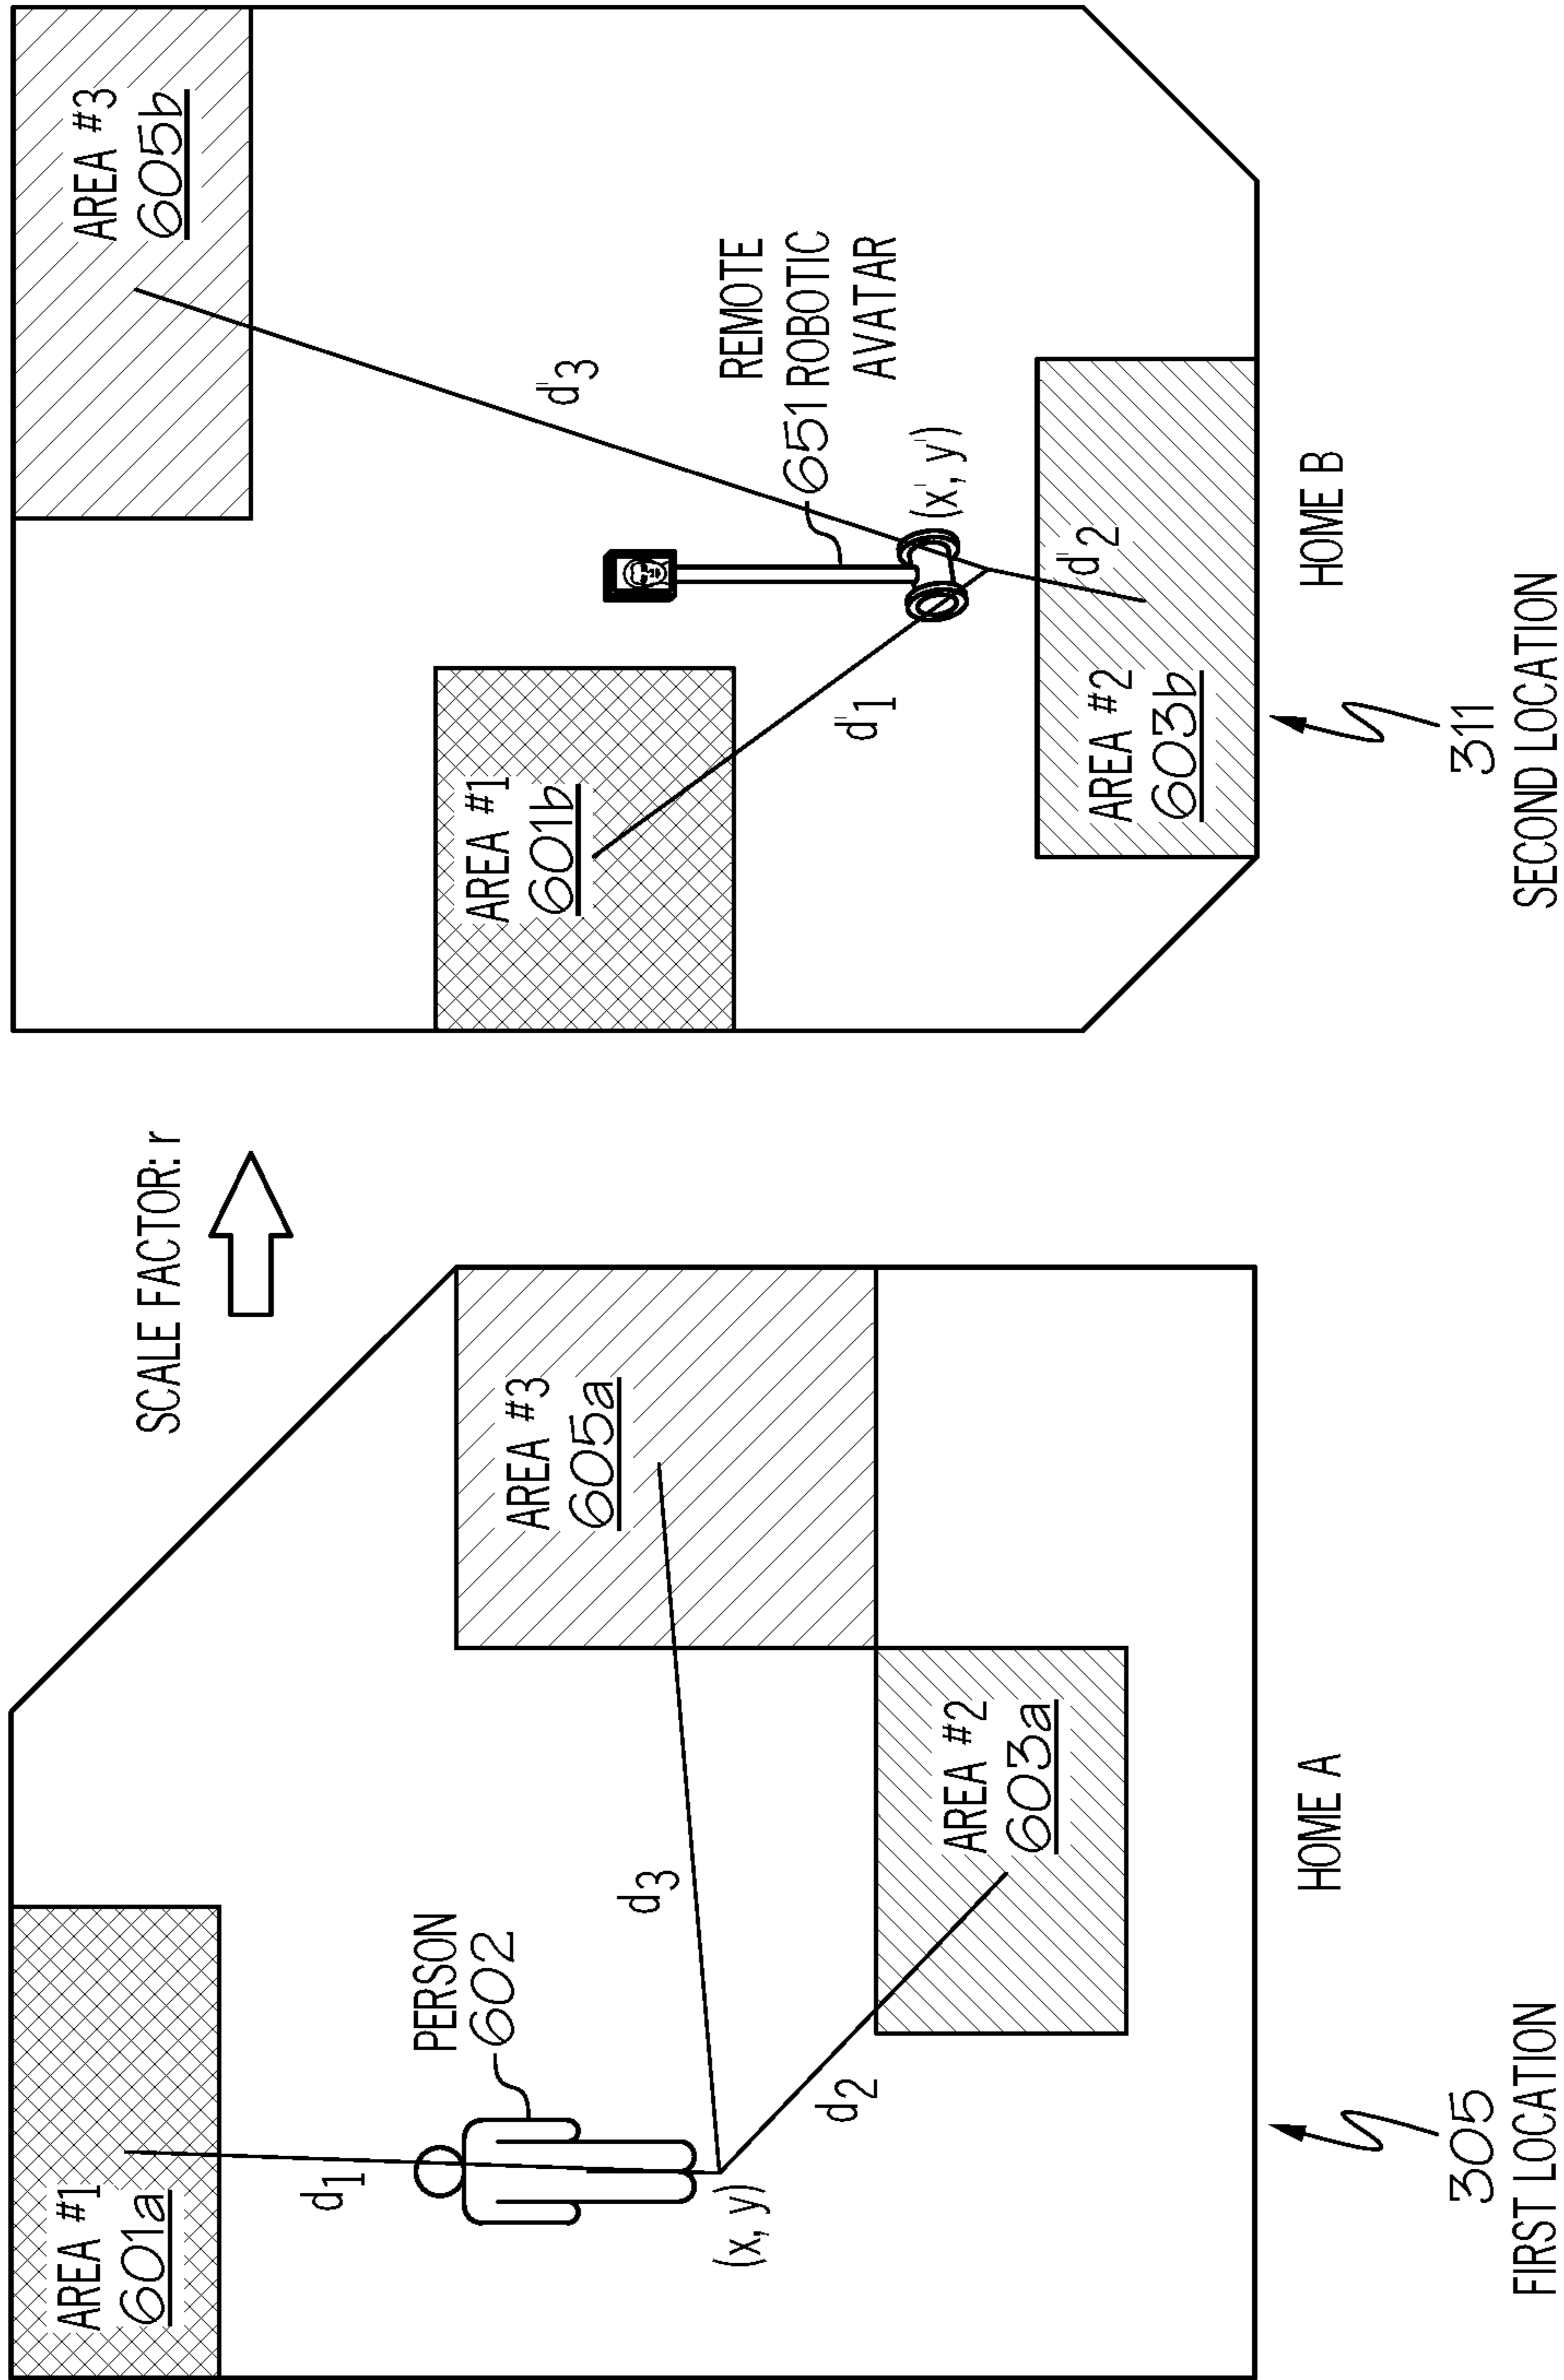 SCALE FACTOR: r
AREA #1
601a
d1
PERSON
602
(x, y)
d3
d2
AREA #3
605a
AREA #2
603a
HOME A
305
FIRST LOCATION
AREA #3
605b
AREA #1
601b
d'3
d'1
REMOTE
651 ROBOTIC
AVATAR
(x', y')
d'2
AREA #2
603b
HOME B
311
SECOND LOCATION